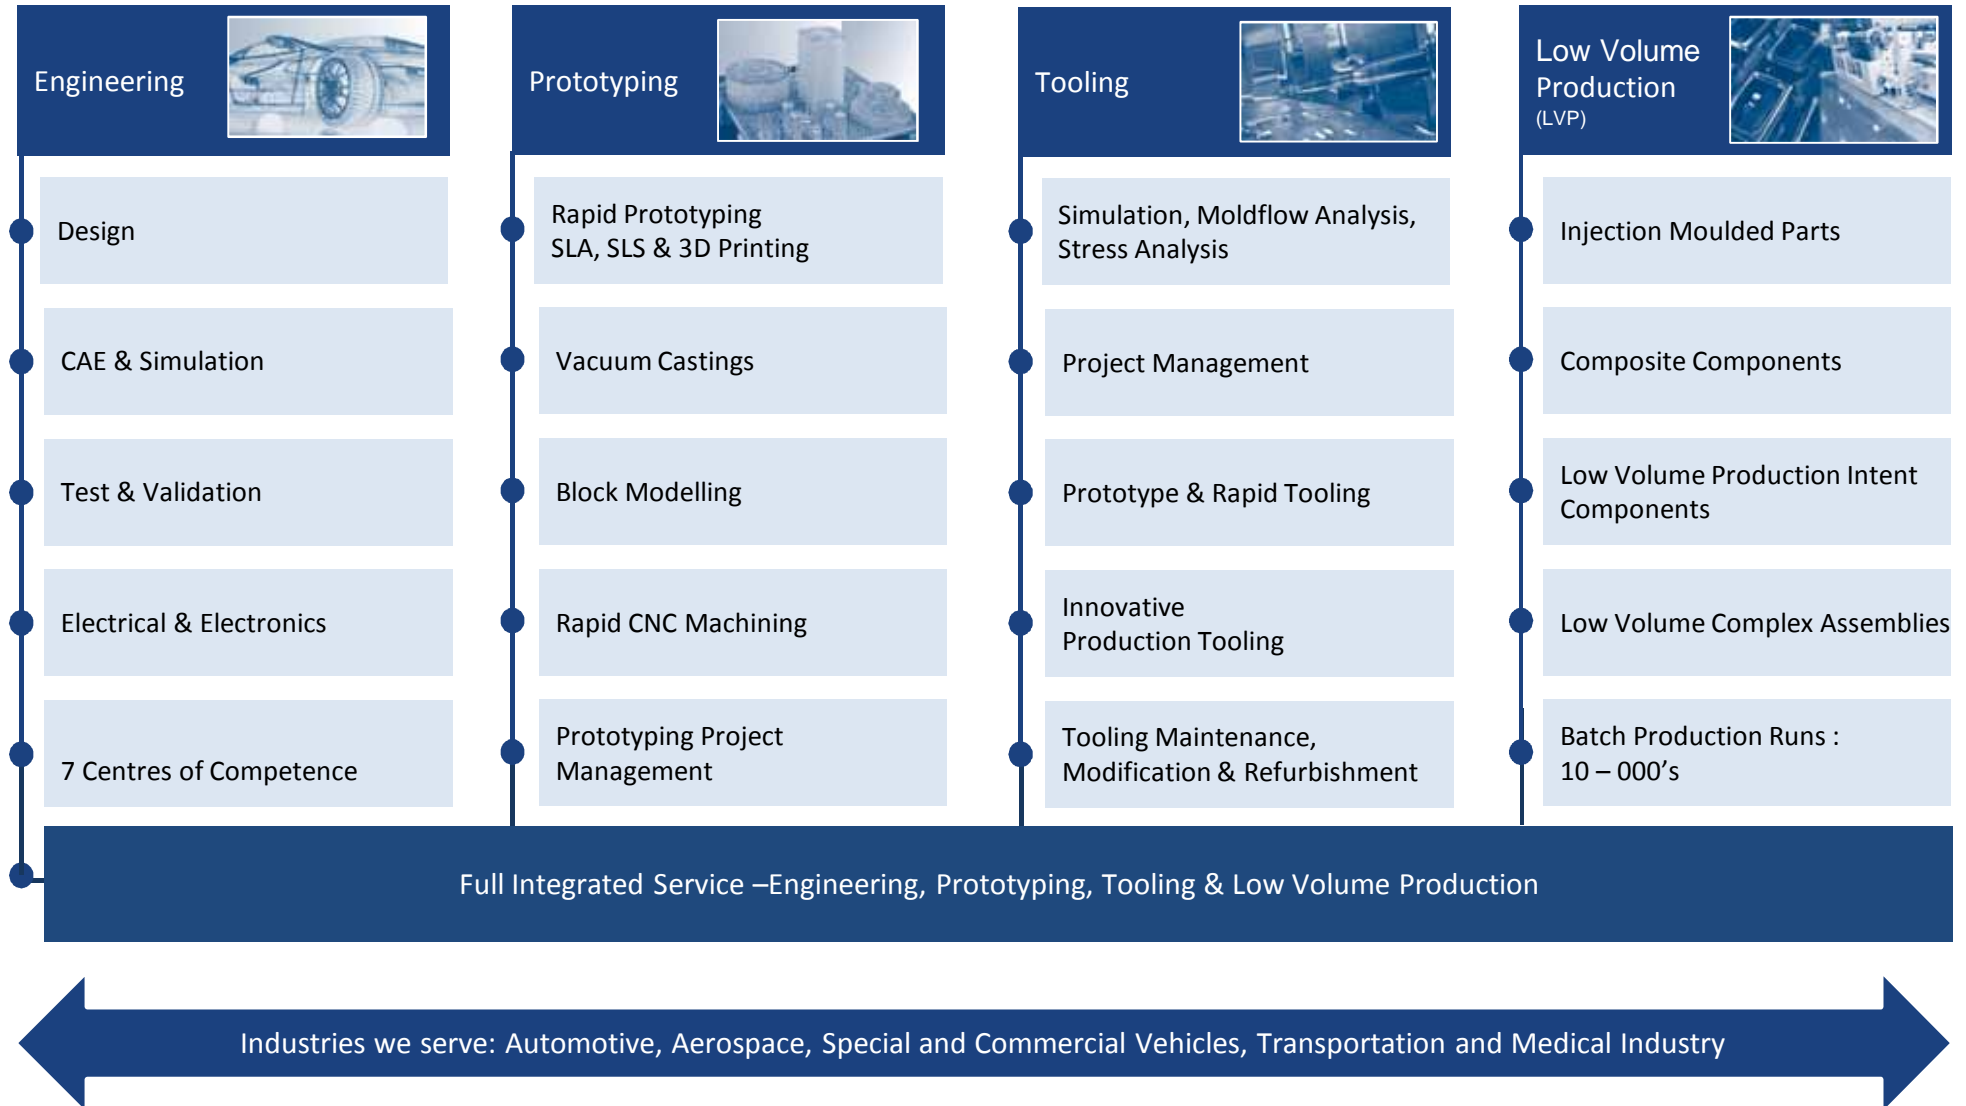 Engineering
Design
CAE & Simulation
Test & Validation
Electrical & Electronics
7 Centres of Competence
Prototyping
Rapid Prototyping
SLA, SLS & 3D Printing
Vacuum Castings
Block Modelling
Rapid CNC Machining
Prototyping Project
Management
Tooling
Simulation, Moldflow Analysis,
Stress Analysis
Project Management
Prototype & Rapid Tooling
Innovative
Production Tooling
Tooling Maintenance,
Modification & Refurbishment
Low Volume
Production
(LVP)
Injection Moulded Parts
Composite Components
Low Volume Production Intent
Components
Low Volume Complex Assemblies
Batch Production Runs :
10 – 000’s
Full Integrated Service –Engineering, Prototyping, Tooling & Low Volume Production
Industries we serve: Automotive, Aerospace, Special and Commercial Vehicles, Transportation and Medical Industry